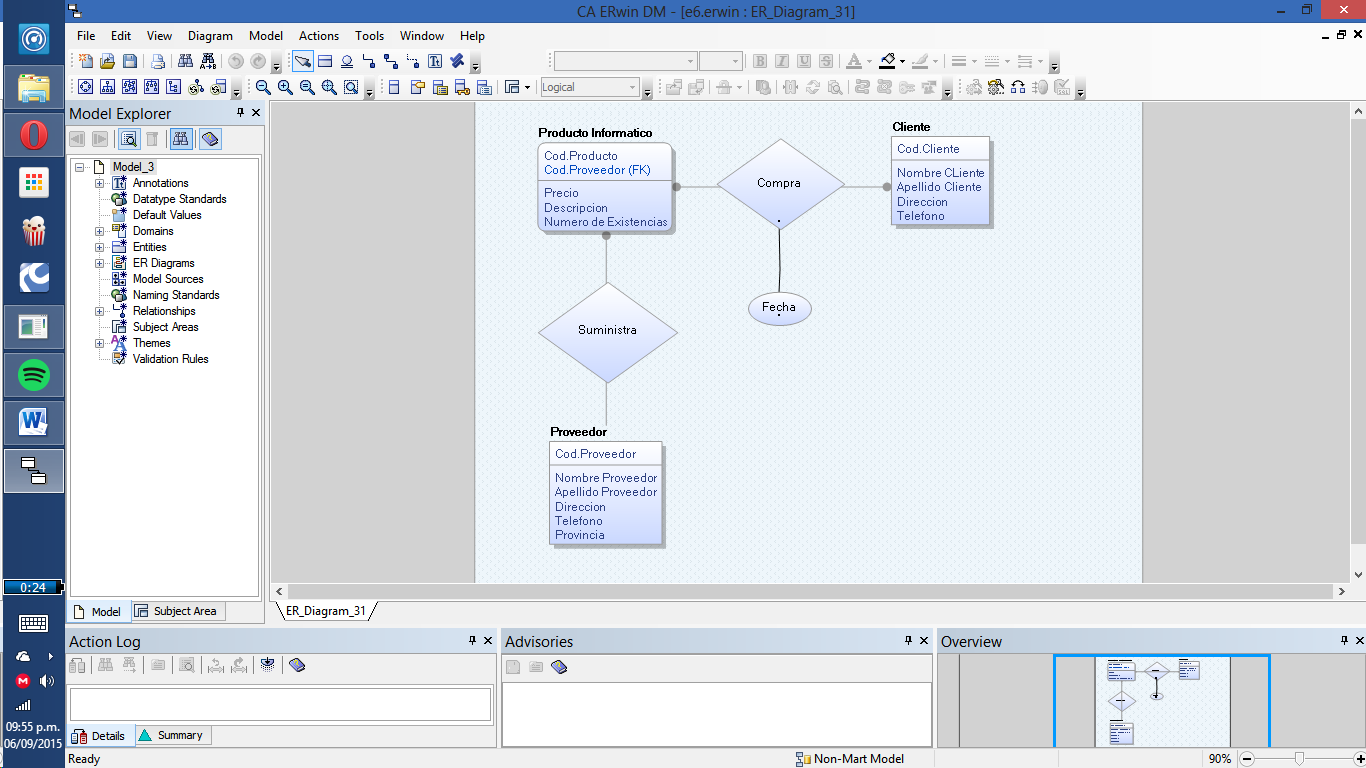 CA ERwin DM - [e6.erwin : ER_Diagram_31]
File Edit View Diagram Model Actions Tools Window Help
Logical
Model Explorer
Model_3
Annotations
Datatype Standards
Default Values
Domains
Entities
ER Diagrams
Model Sources
Naming Standards
Relationships
Subject Areas
Themes
Validation Rules
Model Subject Area
Producto Informatico
Cod.Producto
Cod.Proveedor (FK)
Precio
Descripcion
Numero de Existencias
Compra
Fecha
Cliente
Cod.Cliente
Nombre CLiente
Apellido Cliente
Direccion
Telefono
Suministra
Proveedor
Cod.Proveedor
Nombre Proveedor
Apellido Proveedor
Direccion
Telefono
Provincia
ER_Diagram_31
Action Log
Details Summary
Advisories
Overview
Ready
Non-Mart Model
90%
0:24
09:55 p.m.
06/09/2015